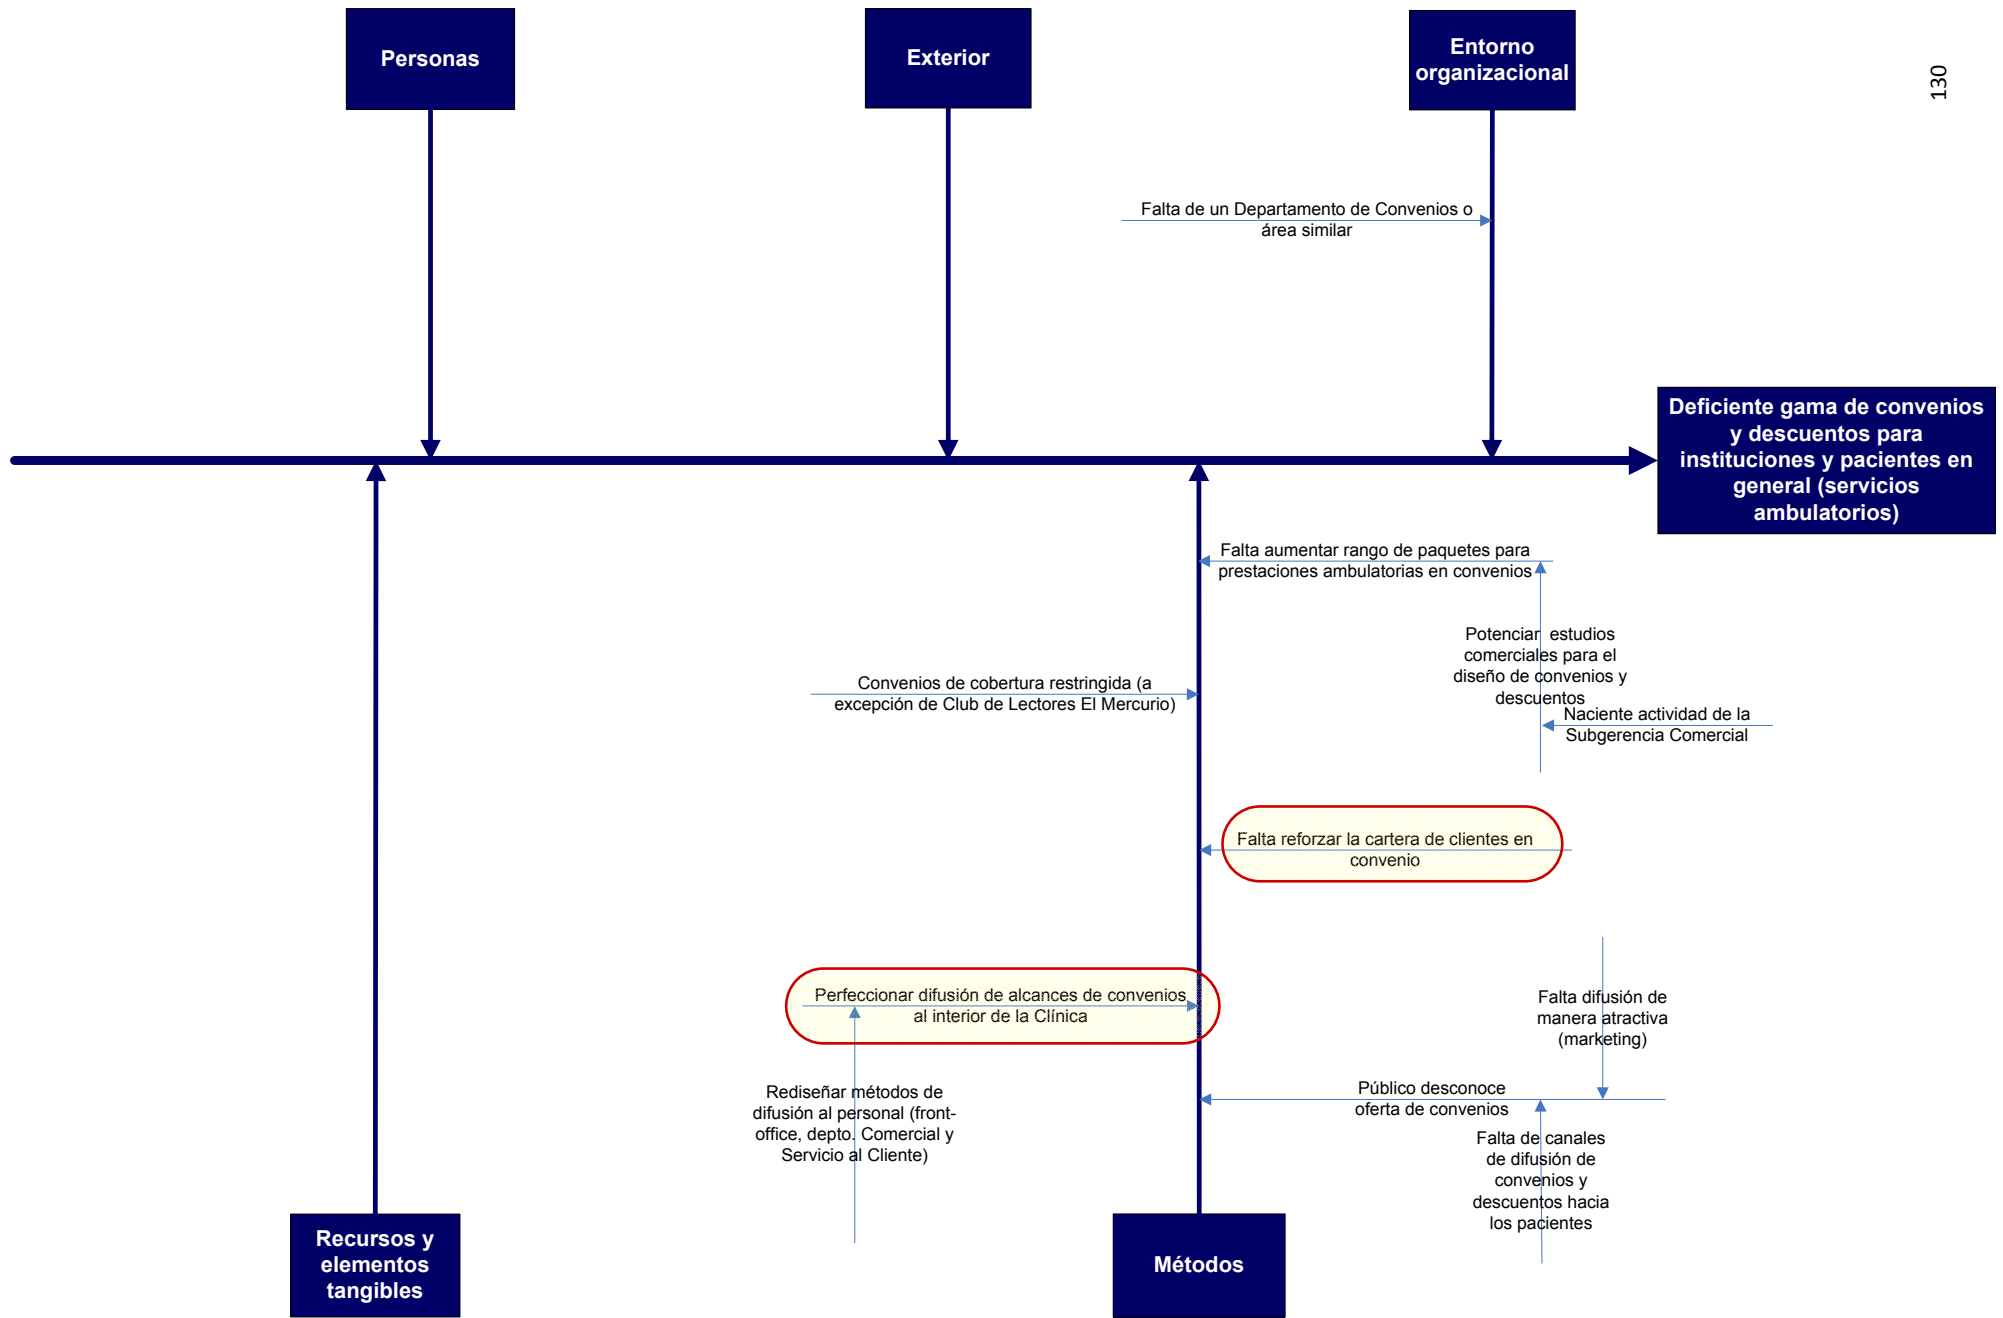 Personas
Exterior
Entorno
organizacional
130
Falta de un Departamento de Convenios o
área similar
Deficiente gama de convenios
y descuentos para
instituciones y pacientes en
general (servicios
ambulatorios)
Falta aumentar rango de paquetes para
prestaciones ambulatorias en convenios
Potenciar estudios
comerciales para el
diseño de convenios y
descuentos
Convenios de cobertura restringida (a
excepción de Club de Lectores El Mercurio)
Naciente actividad de la
Subgerencia Comercial
Falta reforzar la cartera de clientes en
convenio
Perfeccionar difusión de alcances de convenios
al interior de la Clínica
Falta difusión de
manera atractiva
(marketing)
Rediseñar métodos de
difusión al personal (front-
office, depto. Comercial y
Servicio al Cliente)
Público desconoce
oferta de convenios
Falta de canales
de difusión de
convenios y
descuentos hacia
los pacientes
Recursos y
elementos
tangibles
Métodos